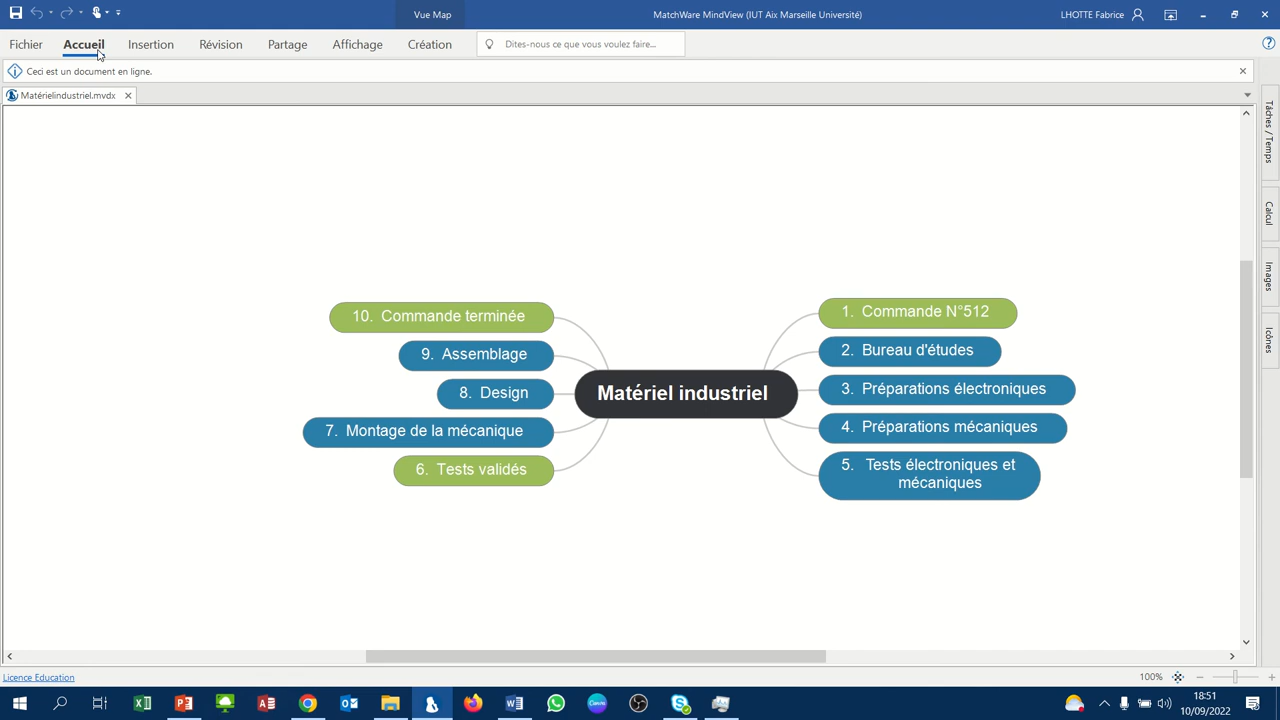 Vue Map
MatchWare MindView (IUT Aix Marseille Université)
LHOTTE Fabrice
Fichier
Accueil
Insertion
Révision
Partage
Affichage
Création
Dites-nous ce que vous voulez faire...
Ceci est un document en ligne.
Matérielindustriel.mvdx
Tâches / Temps
Calcul
Images
Icônes
10. Commande terminée
9. Assemblage
8. Design
7. Montage de la mécanique
6. Tests validés
Matériel industriel
1. Commande N°512
2. Bureau d'études
3. Préparations électroniques
4. Préparations mécaniques
5. Tests électroniques et
mécaniques
Licence Education
100%
18:51
10/09/2022